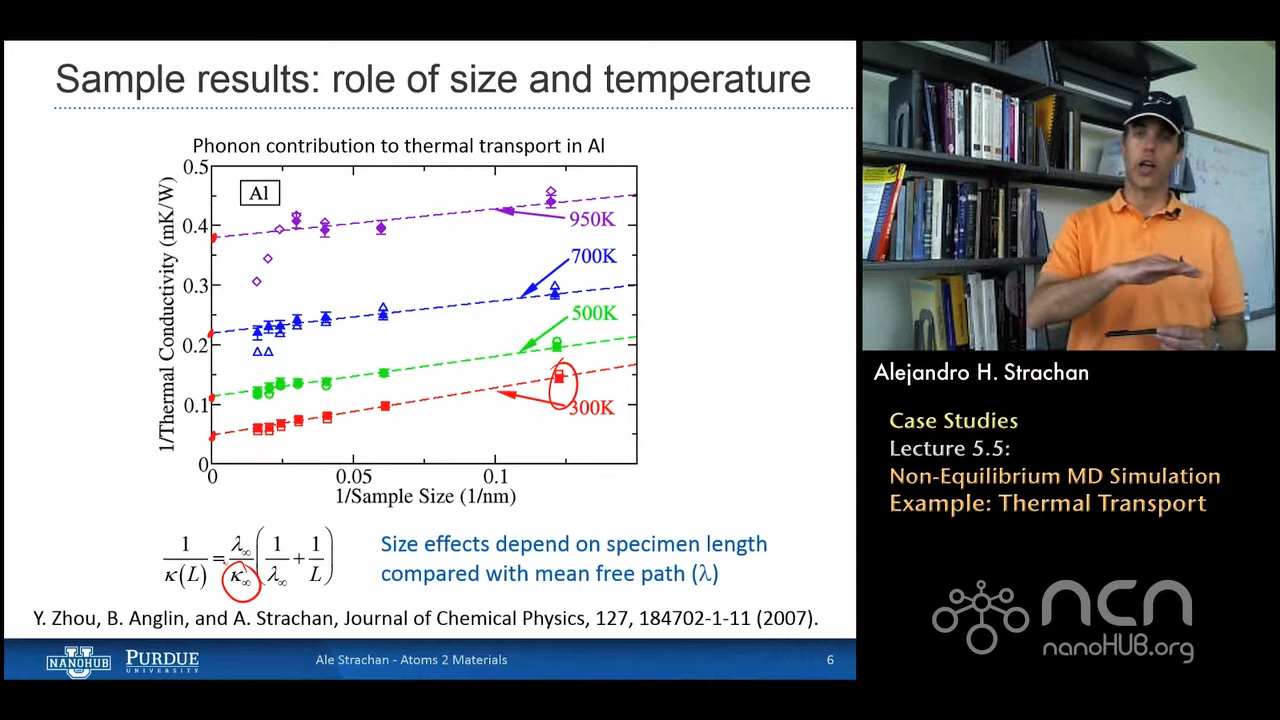 Sample results: role of size and temperature
Phonon contribution to thermal transport in Al
1/Thermal Conductivity (mK/W)
0.5
0.4
0.3
0.2
0.1
0
Al
950K
700K
500K
300K
0
0.05
0.1
1/Sample Size (1/nm)
1/κ(L) = λ∞/κ∞ (1/λ∞ + 1/L)
Size effects depend on specimen length
compared with mean free path (λ)
Y. Zhou, B. Anglin, and A. Strachan, Journal of Chemical Physics, 127, 184702-1-11 (2007).
NANOHUB
PURDUE
UNIVERSITY
Ale Strachan - Atoms 2 Materials
6
Alejandro H. Strachan
Case Studies
Lecture 5.5:
Non-Equilibrium MD Simulation
Example: Thermal Transport
ncn
nanoHUB.org